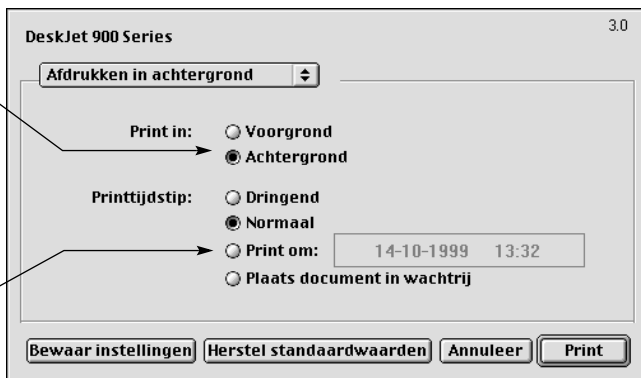 3.0
DeskJet 900 Series
Afdrukken in achtergrond
Print in: Voorgrond
Achtergrond
Printtijdstip: Dringend
Normaal
Print om: 14-10-1999 13:32
Plaats document in wachtrij
Bewaar instellingen Herstel standaardwaarden Annuleer Print